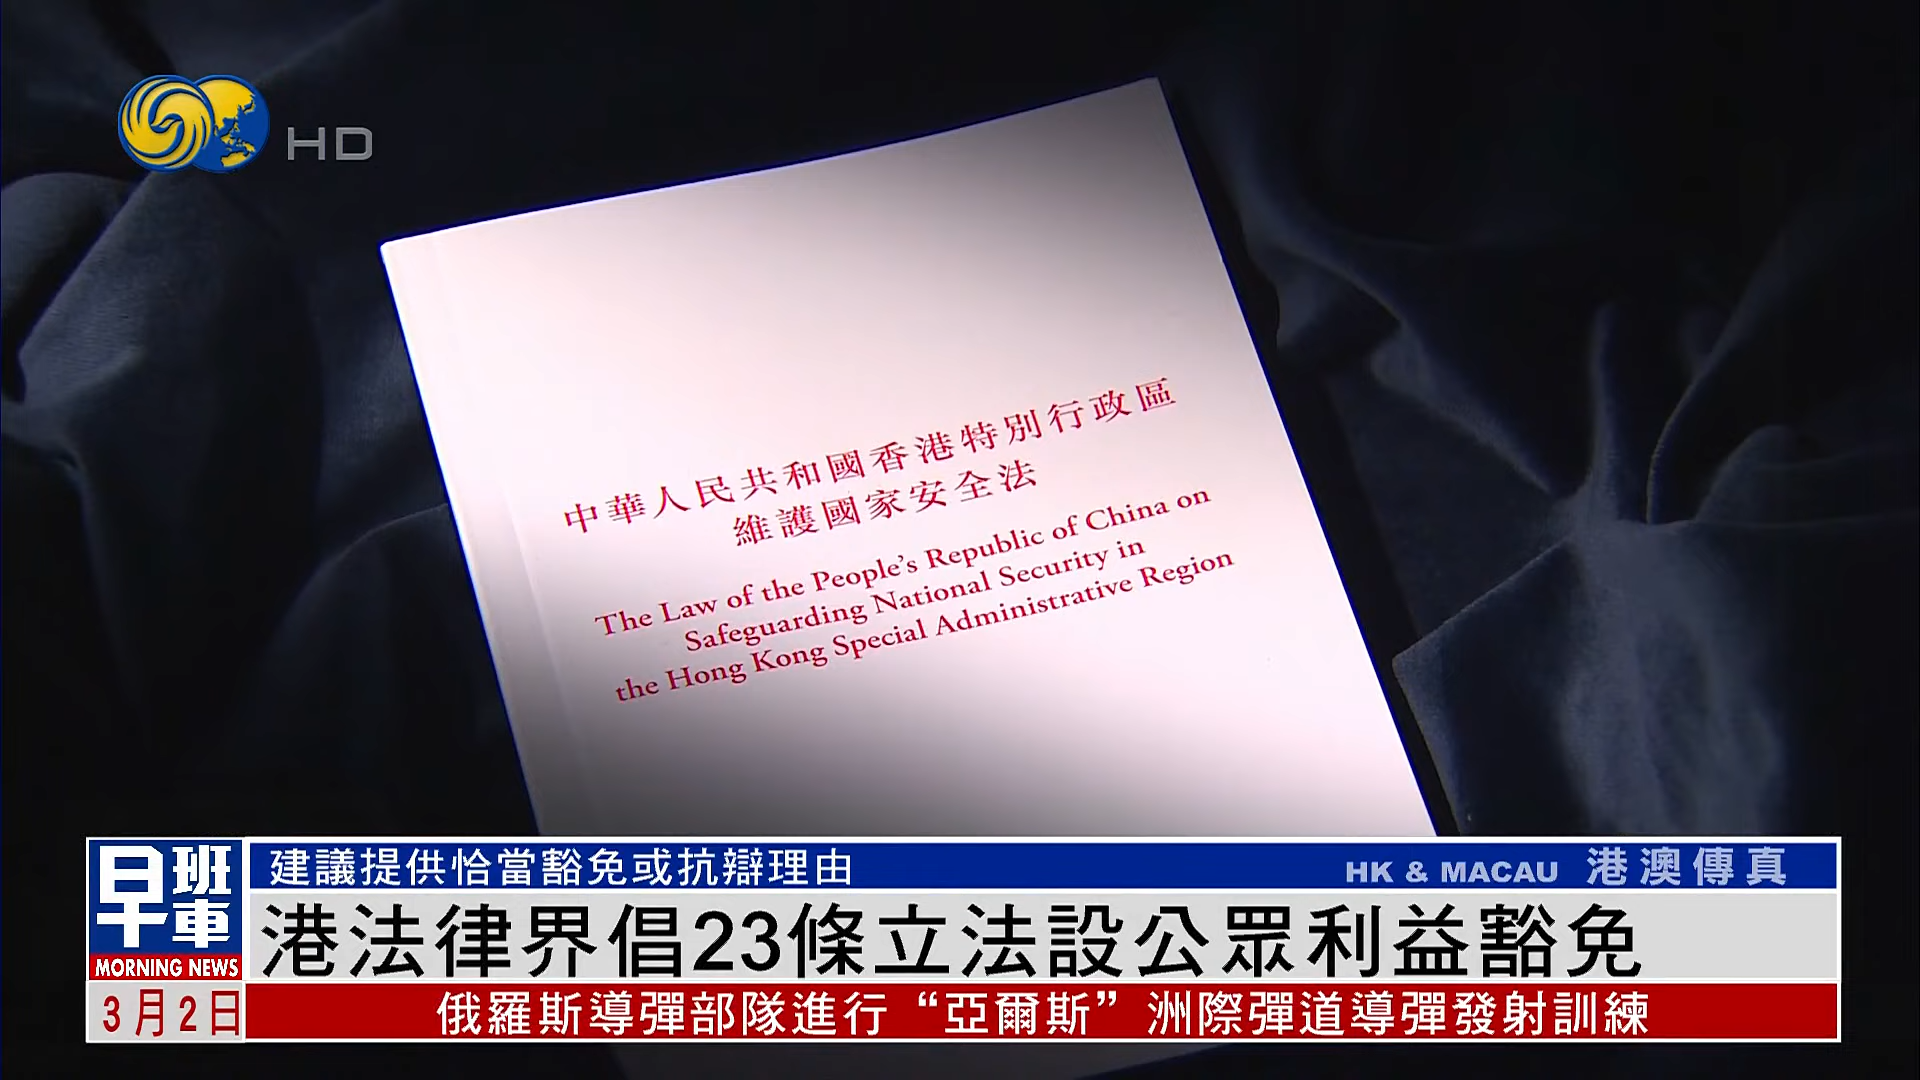 HD
中華人民共和國香港特別行政區
維護國家安全法
The Law of the People's Republic of China on
Safeguarding National Security in
the Hong Kong Special Administrative Region
早班車
MORNING NEWS
3月2日
建議提供恰當豁免或抗辯理由
HK & MACAU 港澳傳真
港法律界倡23條立法設公眾利益豁免
俄羅斯導彈部隊進行“亞爾斯”洲際彈道導彈發射訓練